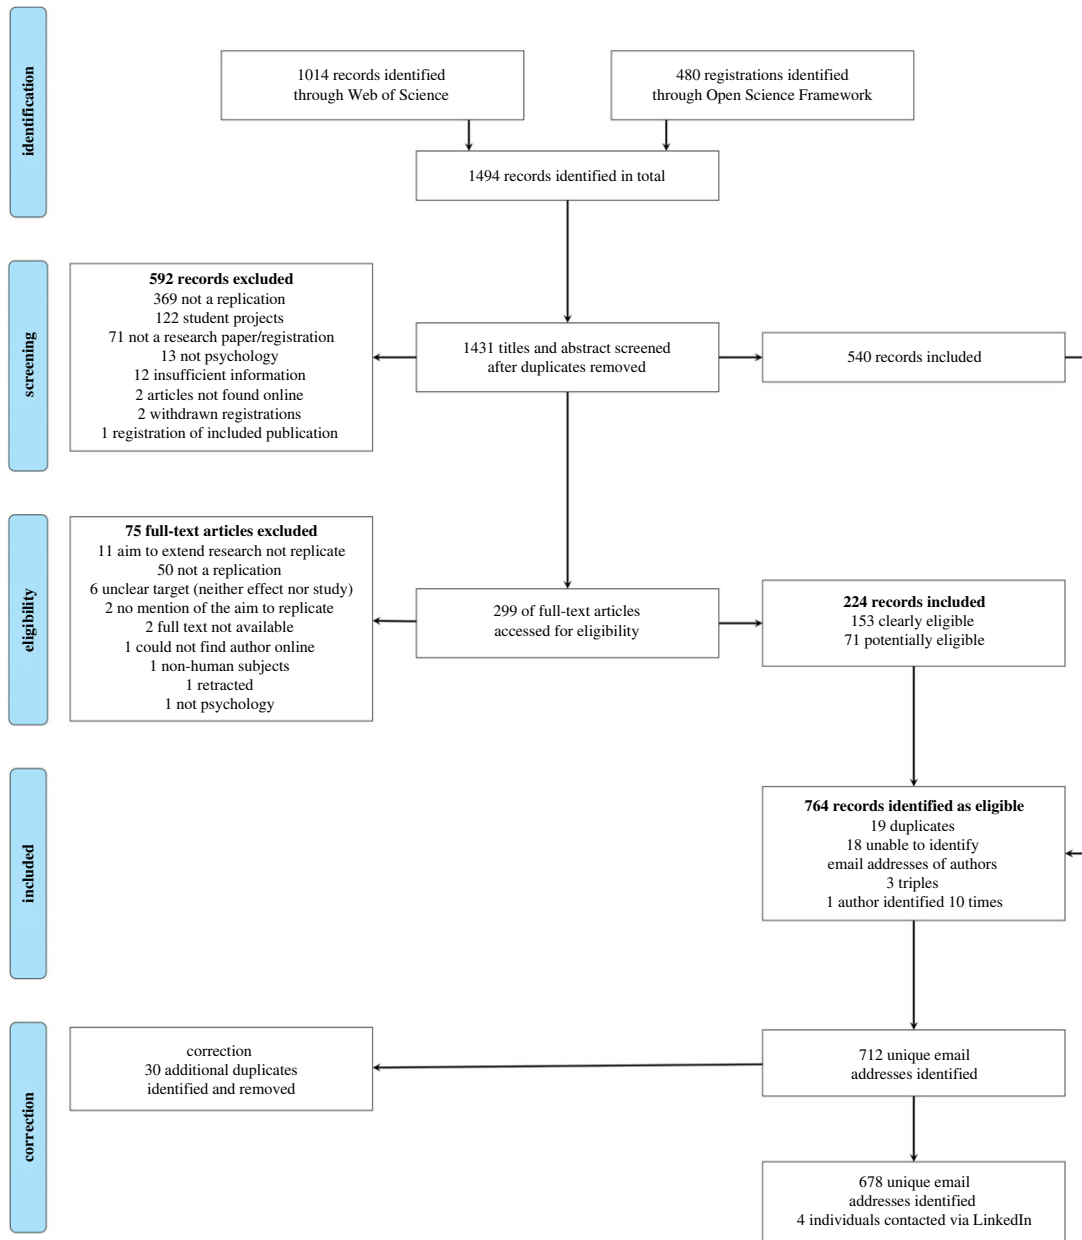 identification
1014 records identified
through Web of Science
480 registrations identified
through Open Science Framework
1494 records identified in total
screening
592 records excluded
369 not a replication
122 student projects
71 not a research paper/registration
13 not psychology
12 insufficient information
2 articles not found online
2 withdrawn registrations
1 registration of included publication
1431 titles and abstract screened
after duplicates removed
540 records included
eligibility
75 full-text articles excluded
11 aim to extend research not replicate
50 not a replication
6 unclear target (neither effect nor study)
2 no mention of the aim to replicate
2 full text not available
1 could not find author online
1 non-human subjects
1 retracted
1 not psychology
299 of full-text articles
accessed for eligibility
224 records included
153 clearly eligible
71 potentially eligible
included
764 records identified as eligible
19 duplicates
18 unable to identify
email addresses of authors
3 triples
1 author identified 10 times
correction
correction
30 additional duplicates
identified and removed
712 unique email
addresses identified
678 unique email
addresses identified
4 individuals contacted via LinkedIn